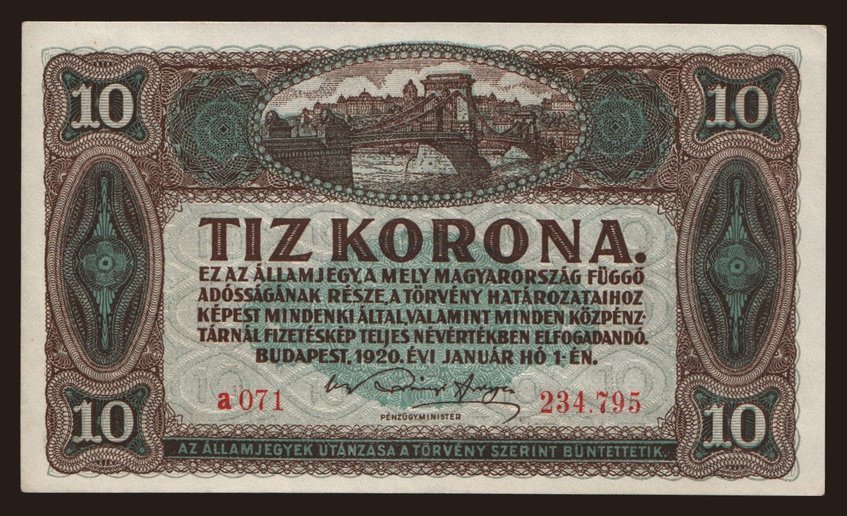 10 10
TIZ KORONA.
EZ AZ ÁLLAMJEGY, A MELY MAGYARORSZÁG FÜGGŐ
ADÓSSÁGÁNAK RÉSZE, A TÖRVÉNY HATÁROZATAIHOZ
KÉPEST MINDENKI ÁLTAL VALAMINT MINDEN KÖZPÉNZ-
TÁRNÁL FIZETÉSKÉP TELJES NÉVÉRTÉKBEN ELFOGADANDÓ.
BUDAPEST, 1920. ÉVI JANUÁR HÓ 1-ÉN.
a 071 234.795
PÉNZÜGYMINISTER
10 10
AZ ÁLLAMJEGYEK UTÁNZÁSA A TÖRVÉNY SZERINT BÜNTETTETIK.